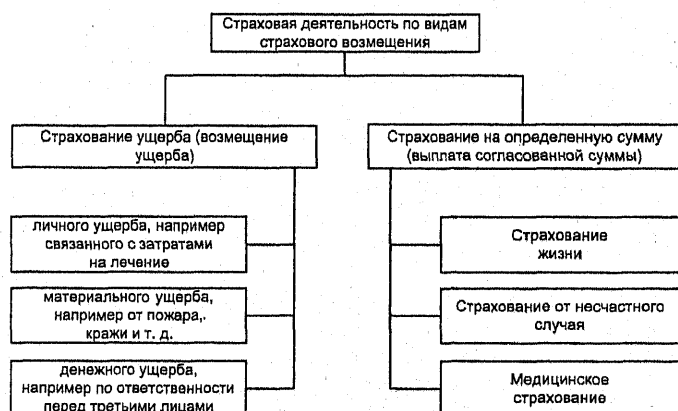 Страховая деятельность по видам
страхового возмещения
Страхование ущерба (возмещение
ущерба)
Страхование на определенную сумму
(выплата согласованной суммы)
личного ущерба, например
связанного с затратами
на лечение
Страхование
жизни
материального ущерба,
например от пожара,.
кражи и т. д.
Страхование от несчастного
случая
денежного ущерба,
например по ответственности
перед третьими лицами
Медицинское
страхование